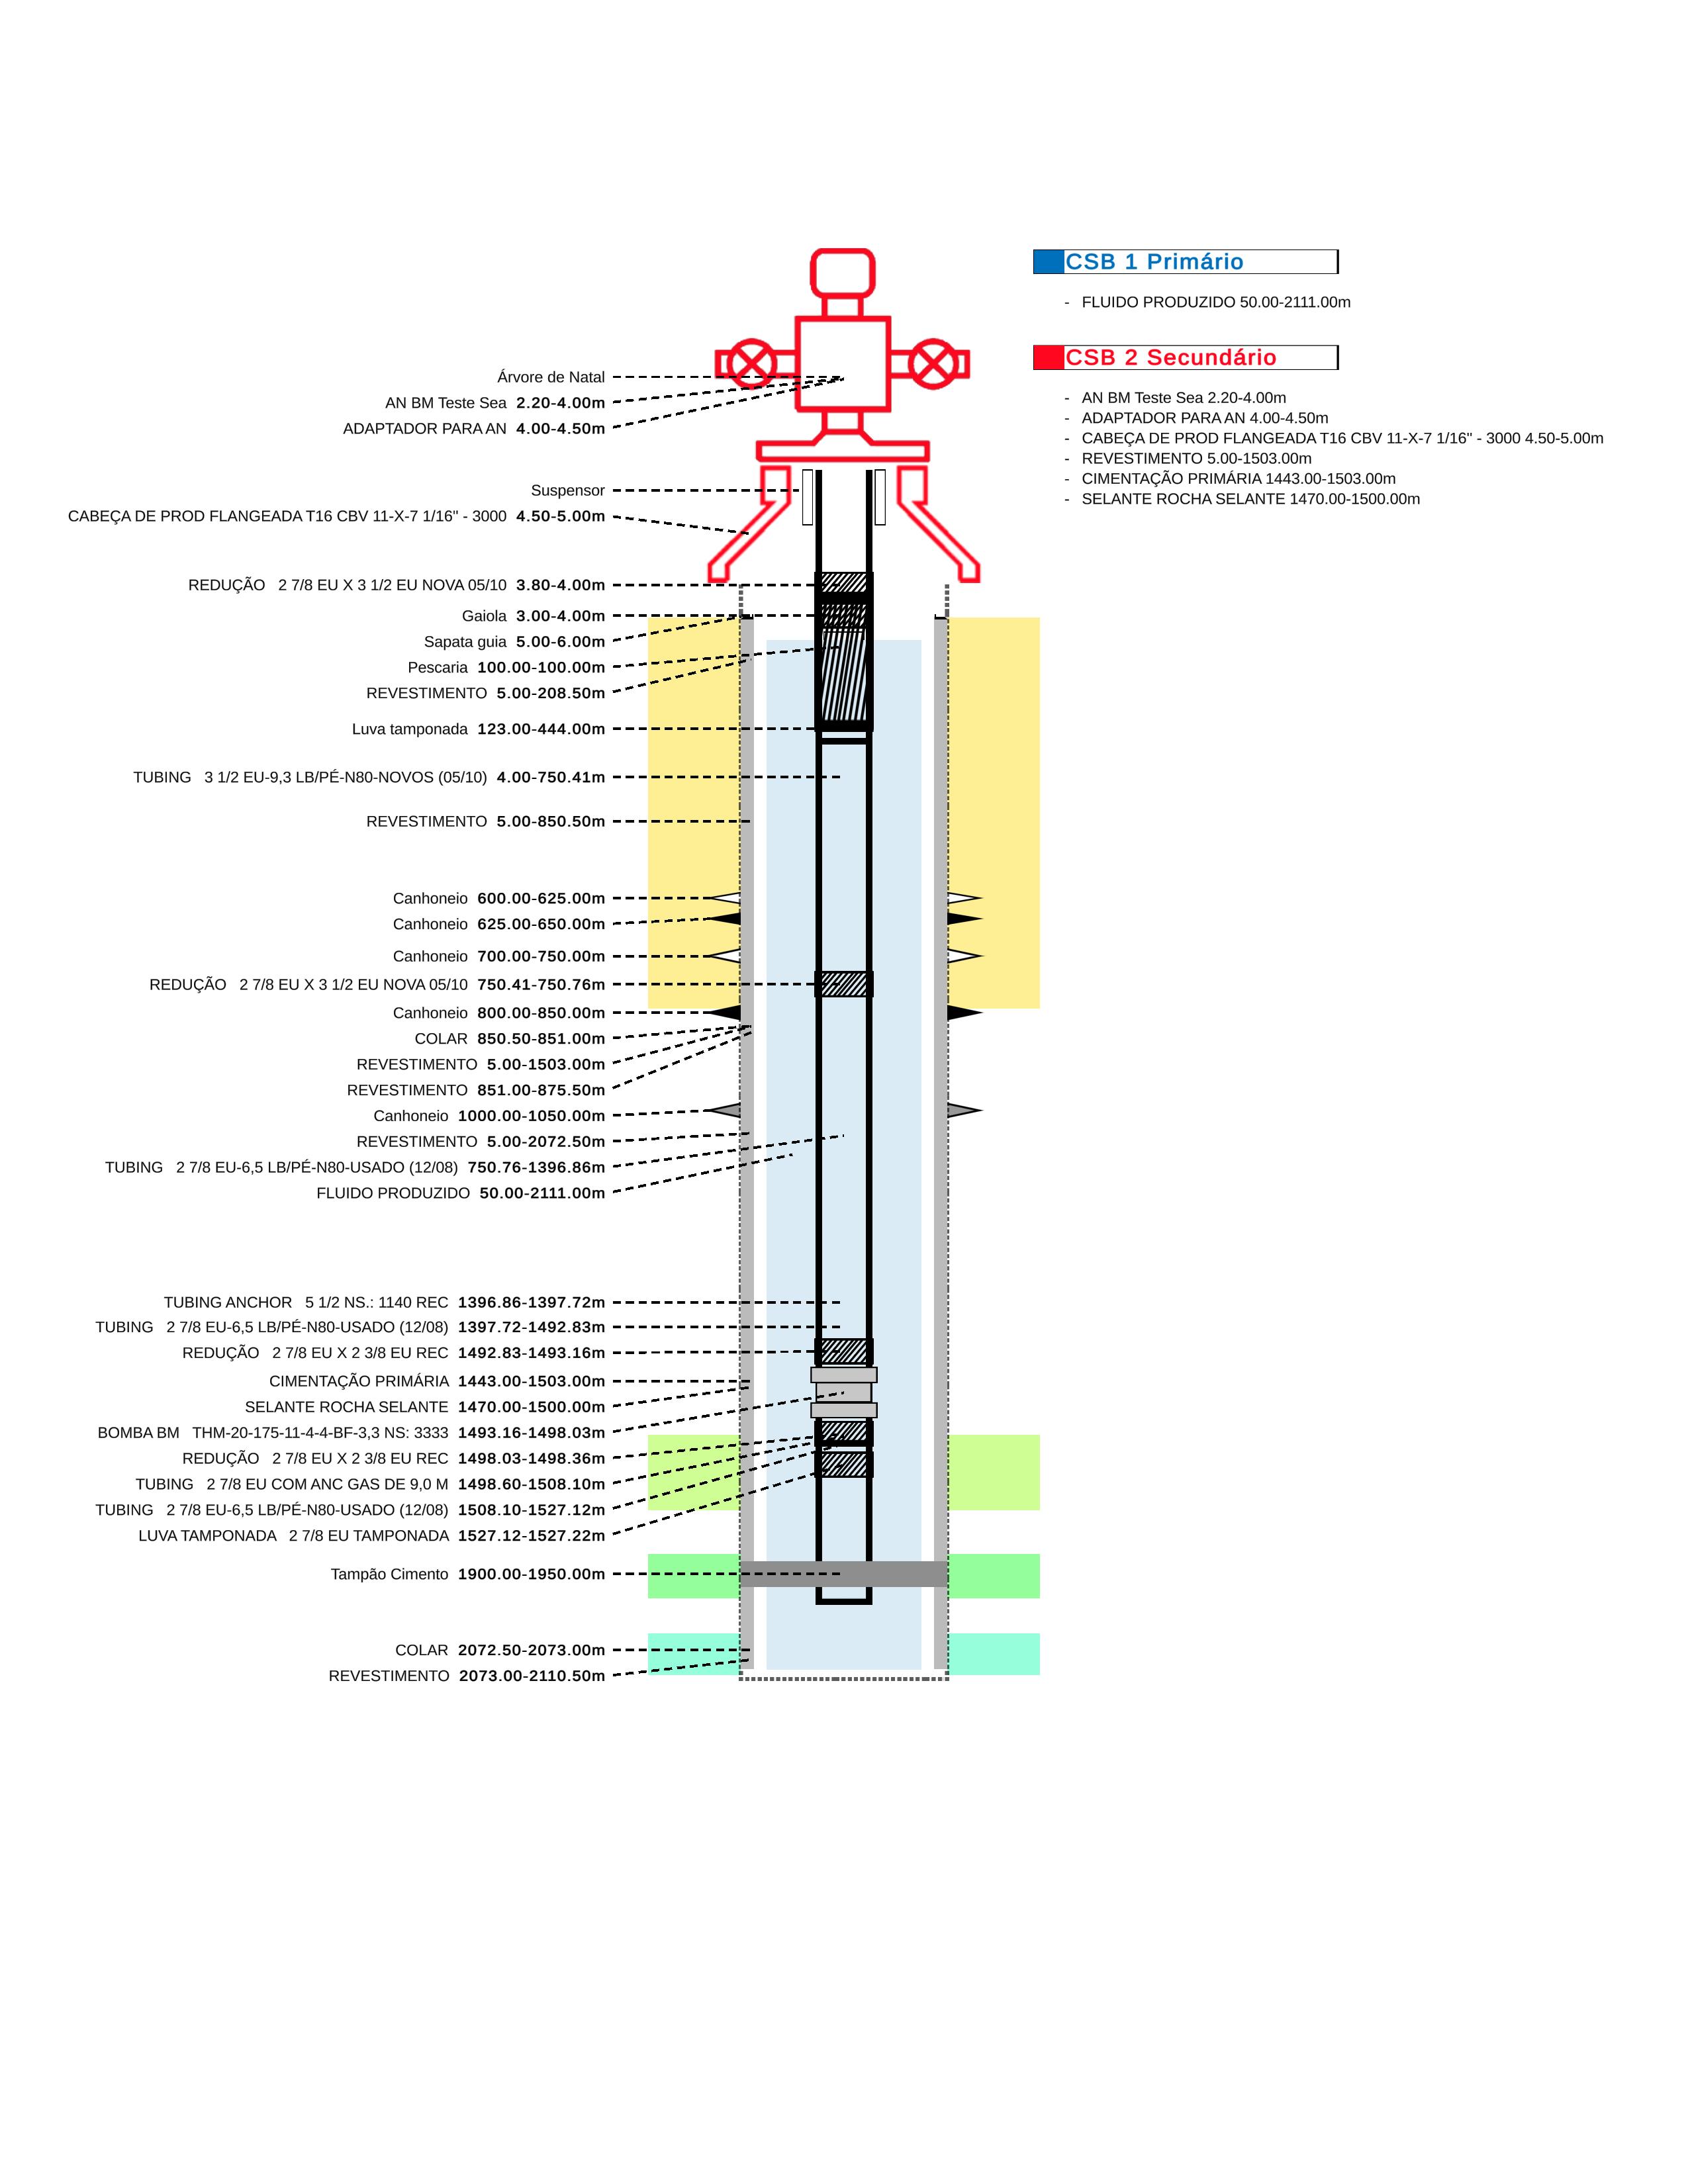 Árvore de Natal
AN BM Teste Sea 2.20-4.00m
ADAPTADOR PARA AN 4.00-4.50m
Suspensor
CABEÇA DE PROD FLANGEADA T16 CBV 11-X-7 1/16" - 3000 4.50-5.00m
REDUÇÃO 2 7/8 EU X 3 1/2 EU NOVA 05/10 3.80-4.00m
Gaiola 3.00-4.00m
Sapata guia 5.00-6.00m
Pescaria 100.00-100.00m
REVESTIMENTO 5.00-208.50m
Luva tamponada 123.00-444.00m
TUBING 3 1/2 EU-9,3 LB/PÉ-N80-NOVOS (05/10) 4.00-750.41m
REVESTIMENTO 5.00-850.50m
Canhoneio 600.00-625.00m
Canhoneio 625.00-650.00m
Canhoneio 700.00-750.00m
REDUÇÃO 2 7/8 EU X 3 1/2 EU NOVA 05/10 750.41-750.76m
Canhoneio 800.00-850.00m
COLAR 850.50-851.00m
REVESTIMENTO 5.00-1503.00m
REVESTIMENTO 851.00-875.50m
Canhoneio 1000.00-1050.00m
REVESTIMENTO 5.00-2072.50m
TUBING 2 7/8 EU-6,5 LB/PÉ-N80-USADO (12/08) 750.76-1396.86m
FLUIDO PRODUZIDO 50.00-2111.00m
TUBING ANCHOR 5 1/2 NS.: 1140 REC 1396.86-1397.72m
TUBING 2 7/8 EU-6,5 LB/PÉ-N80-USADO (12/08) 1397.72-1492.83m
REDUÇÃO 2 7/8 EU X 2 3/8 EU REC 1492.83-1493.16m
CIMENTAÇÃO PRIMÁRIA 1443.00-1503.00m
SELANTE ROCHA SELANTE 1470.00-1500.00m
BOMBA BM THM-20-175-11-4-4-BF-3,3 NS: 3333 1493.16-1498.03m
REDUÇÃO 2 7/8 EU X 2 3/8 EU REC 1498.03-1498.36m
TUBING 2 7/8 EU COM ANC GAS DE 9,0 M 1498.60-1508.10m
TUBING 2 7/8 EU-6,5 LB/PÉ-N80-USADO (12/08) 1508.10-1527.12m
LUVA TAMPONADA 2 7/8 EU TAMPONADA 1527.12-1527.22m
Tampão Cimento 1900.00-1950.00m
COLAR 2072.50-2073.00m
REVESTIMENTO 2073.00-2110.50m
CSB 1 Primário
- FLUIDO PRODUZIDO 50.00-2111.00m
CSB 2 Secundário
- AN BM Teste Sea 2.20-4.00m
- ADAPTADOR PARA AN 4.00-4.50m
- CABEÇA DE PROD FLANGEADA T16 CBV 11-X-7 1/16" - 3000 4.50-5.00m
- REVESTIMENTO 5.00-1503.00m
- CIMENTAÇÃO PRIMÁRIA 1443.00-1503.00m
- SELANTE ROCHA SELANTE 1470.00-1500.00m